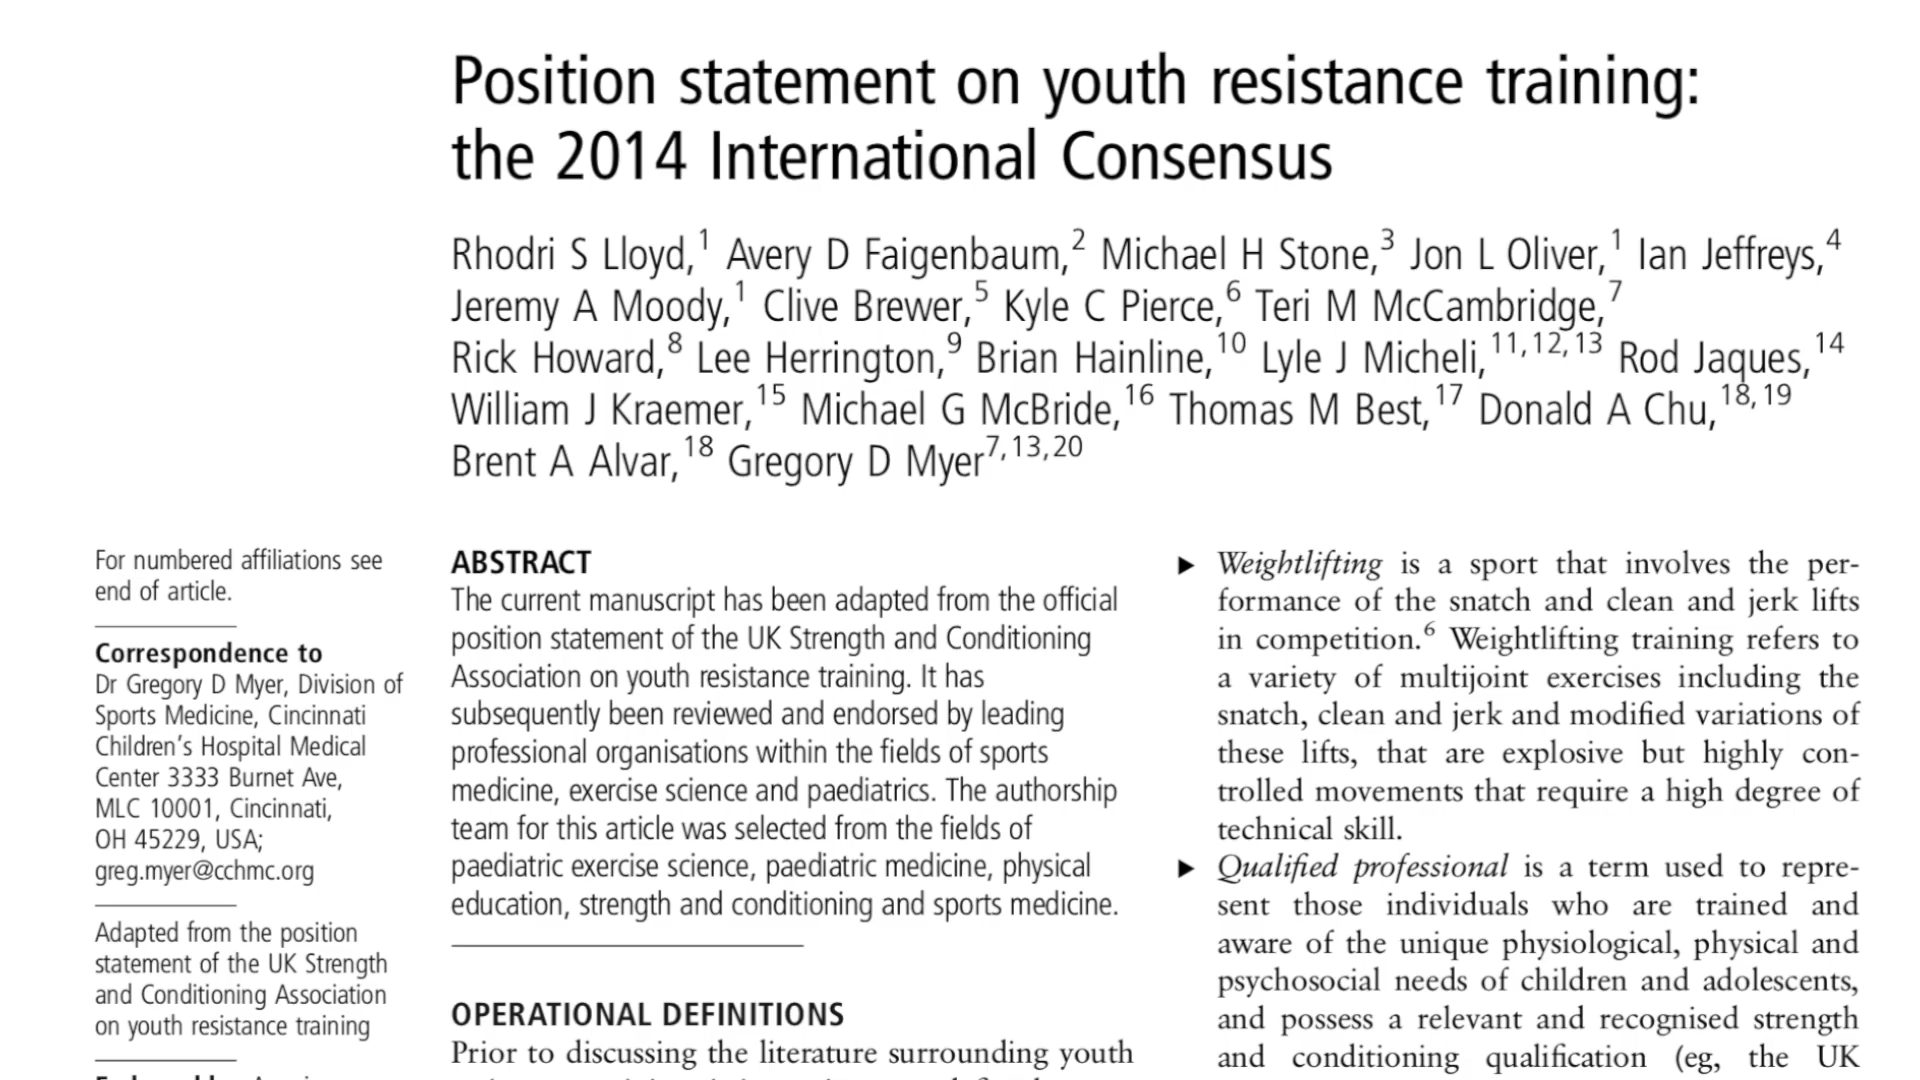 Position statement on youth resistance training:
the 2014 International Consensus
Rhodri S Lloyd,1 Avery D Faigenbaum,2 Michael H Stone,3 Jon L Oliver,1 Ian Jeffreys,4
Jeremy A Moody,1 Clive Brewer,5 Kyle C Pierce,6 Teri M McCambridge,7
Rick Howard,8 Lee Herrington,9 Brian Hainline,10 Lyle J Micheli,11,12,13 Rod Jaques,14
William J Kraemer,15 Michael G McBride,16 Thomas M Best,17 Donald A Chu,18,19
Brent A Alvar,18 Gregory D Myer7,13,20
For numbered affiliations see
end of article.
Correspondence to
Dr Gregory D Myer, Division of
Sports Medicine, Cincinnati
Children's Hospital Medical
Center 3333 Burnet Ave,
MLC 10001, Cincinnati,
OH 45229, USA;
greg.myer@cchmc.org
Adapted from the position
statement of the UK Strength
and Conditioning Association
on youth resistance training
ABSTRACT
The current manuscript has been adapted from the official
position statement of the UK Strength and Conditioning
Association on youth resistance training. It has
subsequently been reviewed and endorsed by leading
professional organisations within the fields of sports
medicine, exercise science and paediatrics. The authorship
team for this article was selected from the fields of
paediatric exercise science, paediatric medicine, physical
education, strength and conditioning and sports medicine.
OPERATIONAL DEFINITIONS
Prior to discussing the literature surrounding youth
▶ Weightlifting is a sport that involves the per-
formance of the snatch and clean and jerk lifts
in competition.6 Weightlifting training refers to
a variety of multijoint exercises including the
snatch, clean and jerk and modified variations of
these lifts, that are explosive but highly con-
trolled movements that require a high degree of
technical skill.
▶ Qualified professional is a term used to repre-
sent those individuals who are trained and
aware of the unique physiological, physical and
psychosocial needs of children and adolescents,
and possess a relevant and recognised strength
and conditioning qualification (eg, the UK